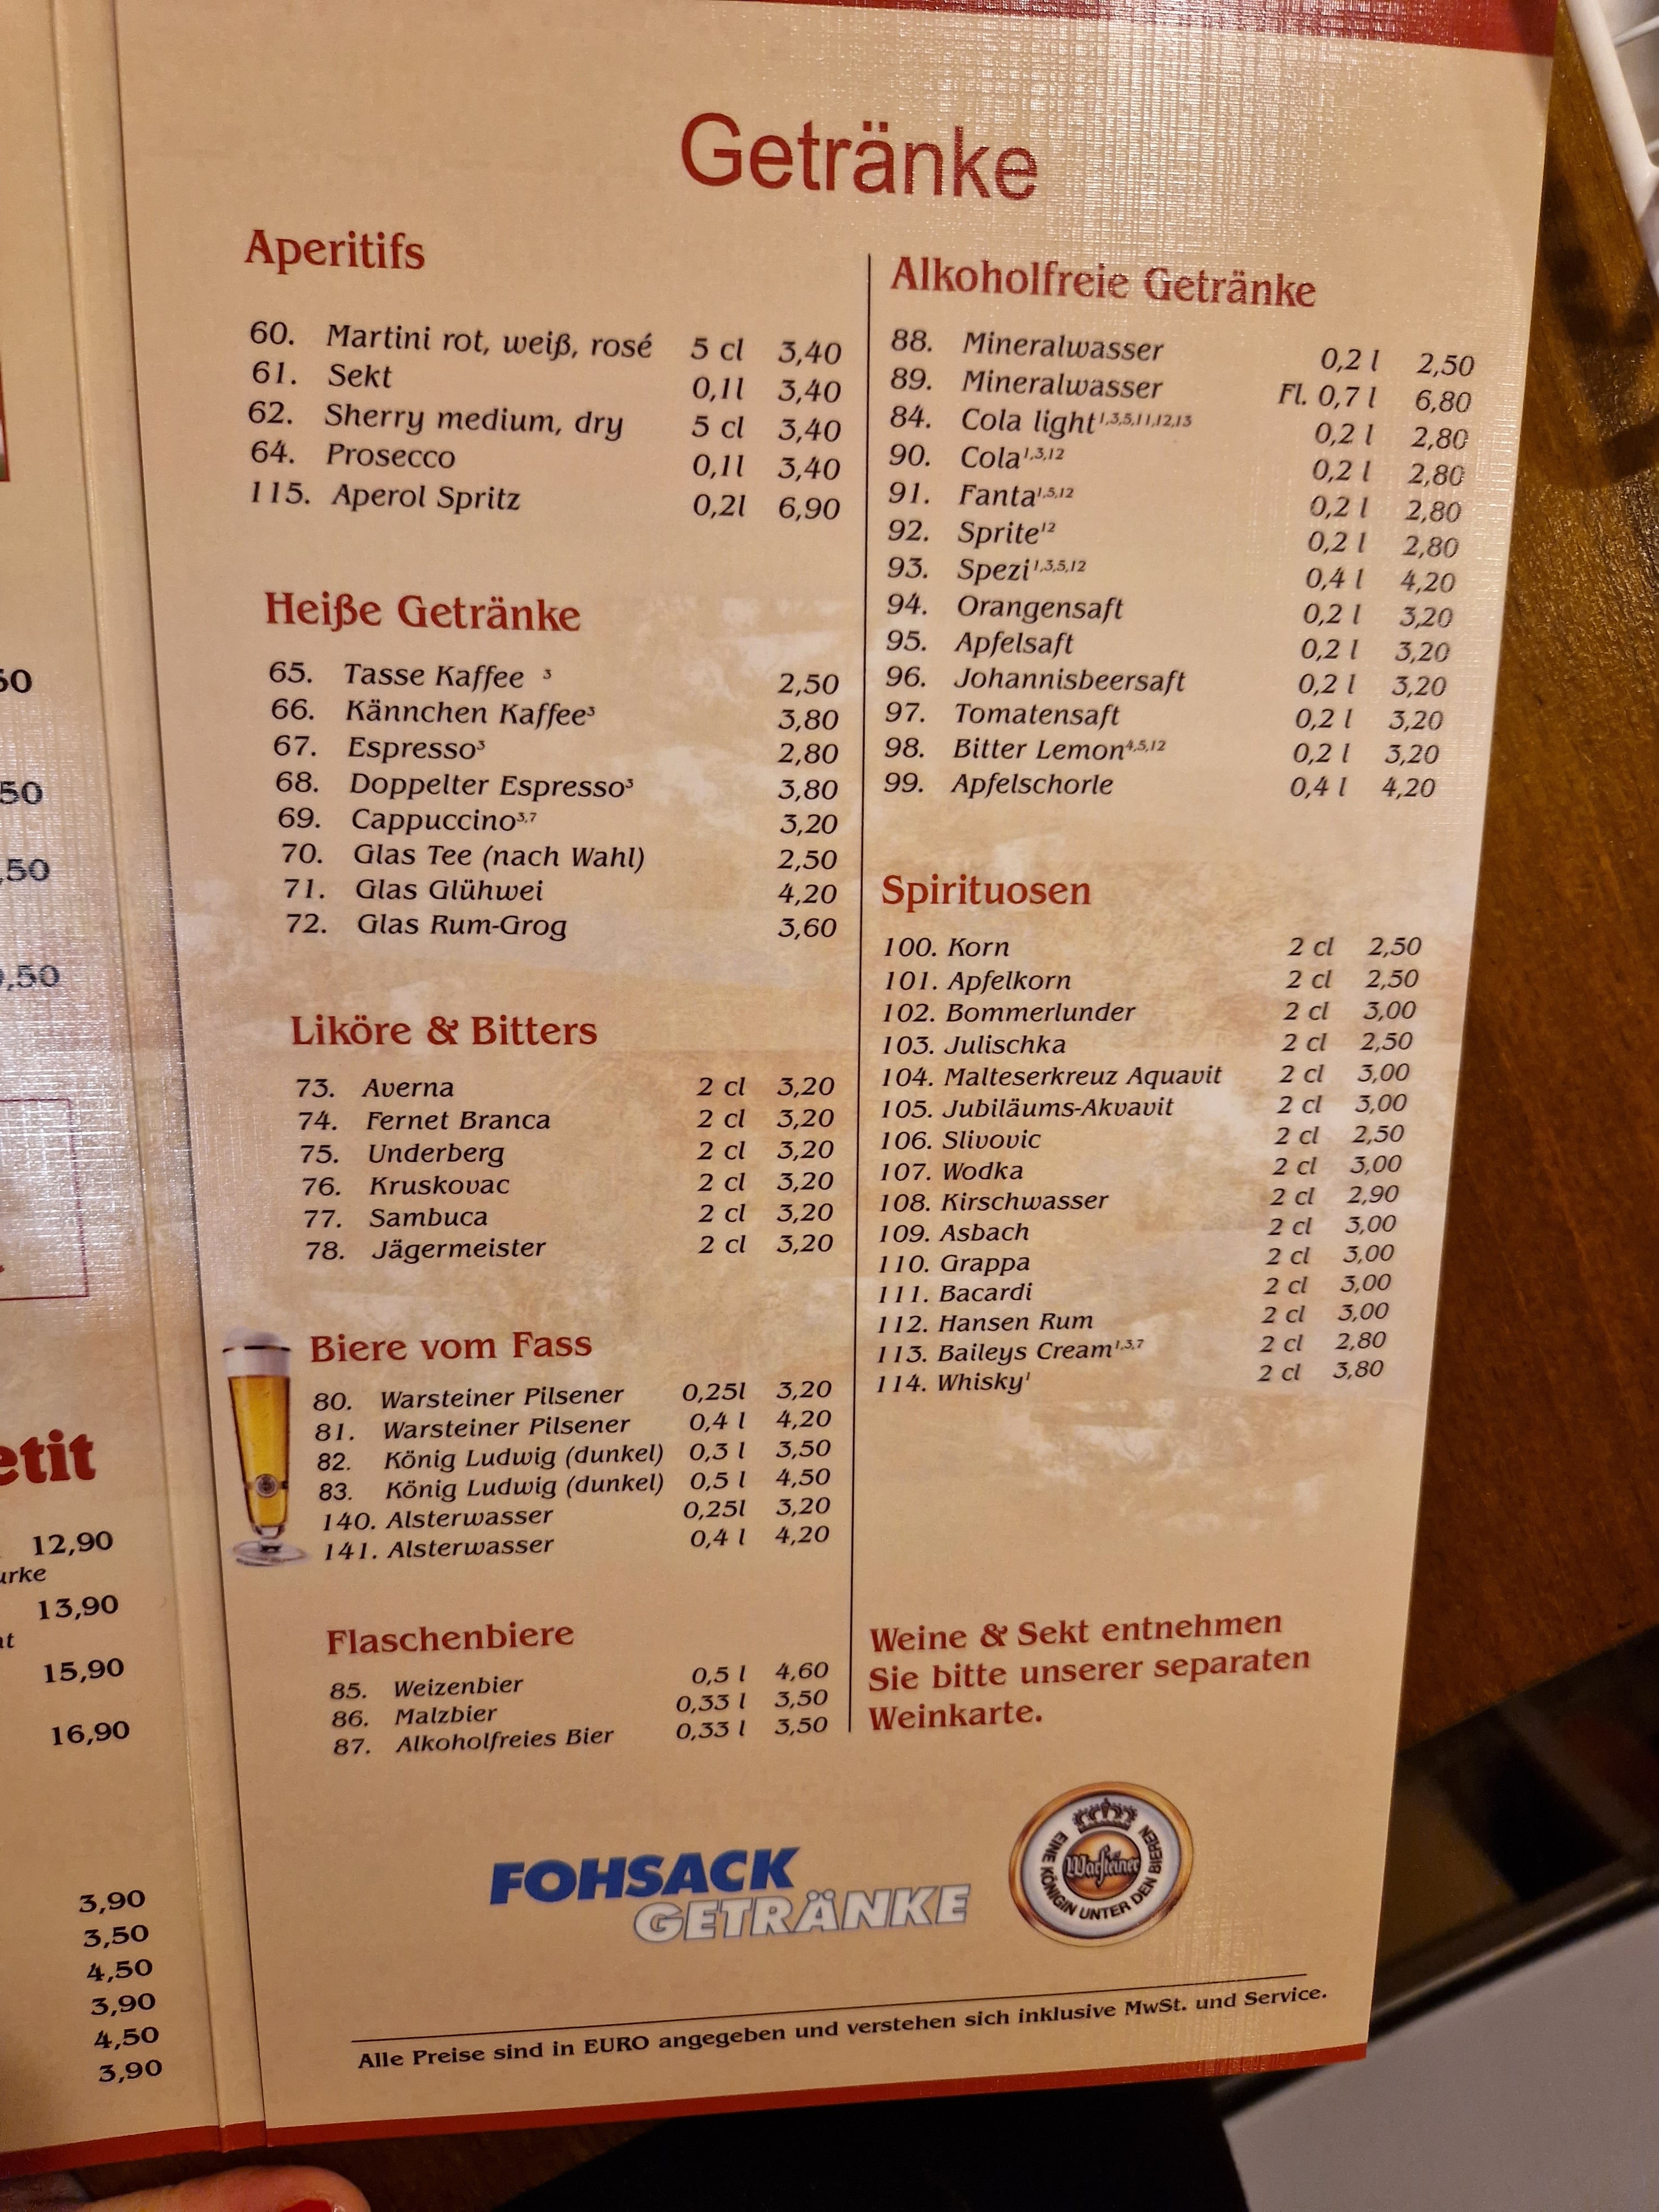 Getränke
Aperitifs
60. Martini rot, weiß, rosé 5 cl 3,40
61. Sekt 0,1l 3,40
62. Sherry medium, dry 5 cl 3,40
64. Prosecco 0,1l 3,40
115. Aperol Spritz 0,2l 6,90
Heiße Getränke
65. Tasse Kaffee ³ 2,50
66. Kännchen Kaffee³ 3,80
67. Espresso³ 2,80
68. Doppelter Espresso³ 3,80
69. Cappuccino³,⁷ 3,20
70. Glas Tee (nach Wahl) 2,50
71. Glas Glühwei 4,20
72. Glas Rum-Grog 3,60
Liköre & Bitters
73. Averna 2 cl 3,20
74. Fernet Branca 2 cl 3,20
75. Underberg 2 cl 3,20
76. Kruskovac 2 cl 3,20
77. Sambuca 2 cl 3,20
78. Jägermeister 2 cl 3,20
Biere vom Fass
80. Warsteiner Pilsener 0,25l 3,20
81. Warsteiner Pilsener 0,4 l 4,20
82. König Ludwig (dunkel) 0,3 l 3,50
83. König Ludwig (dunkel) 0,5 l 4,50
140. Alsterwasser 0,25l 3,20
141. Alsterwasser 0,4 l 4,20
Flaschenbiere
85. Weizenbier 0,5 l 4,60
86. Malzbier 0,33 l 3,50
87. Alkoholfreies Bier 0,33 l 3,50
Alkoholfreie Getränke
88. Mineralwasser 0,2 l 2,50
89. Mineralwasser Fl. 0,7 l 6,80
84. Cola light¹,³,⁵,¹¹,¹²,¹³ 0,2 l 2,80
90. Cola¹,³,¹² 0,2 l 2,80
91. Fanta¹,⁵,¹² 0,2 l 2,80
92. Sprite¹² 0,2 l 2,80
93. Spezi¹,³,⁵,¹² 0,4 l 4,20
94. Orangensaft 0,2 l 3,20
95. Apfelsaft 0,2 l 3,20
96. Johannisbeersaft 0,2 l 3,20
97. Tomatensaft 0,2 l 3,20
98. Bitter Lemon⁴,⁵,¹² 0,2 l 3,20
99. Apfelschorle 0,4 l 4,20
Spirituosen
100. Korn 2 cl 2,50
101. Apfelkorn 2 cl 2,50
102. Bommerlunder 2 cl 3,00
103. Julischka 2 cl 2,50
104. Malteserkreuz Aquavit 2 cl 3,00
105. Jubiläums-Akvavit 2 cl 3,00
106. Slivovic 2 cl 2,50
107. Wodka 2 cl 3,00
108. Kirschwasser 2 cl 2,90
109. Asbach 2 cl 3,00
110. Grappa 2 cl 3,00
111. Bacardi 2 cl 3,00
112. Hansen Rum 2 cl 3,00
113. Baileys Cream¹,³,⁷ 2 cl 2,80
114. Whisky¹ 2 cl 3,80
Weine & Sekt entnehmen
Sie bitte unserer separaten
Weinkarte.
FOHSACK
GETRÄNKE
Warsteiner
EINE KÖNIGIN UNTER DEN BIEREN
Alle Preise sind in EURO angegeben und verstehen sich inklusive MwSt. und Service.
50
50
,50
,50
etit
12,90
urke
13,90
at
15,90
16,90
3,90
3,50
4,50
3,90
4,50
3,90